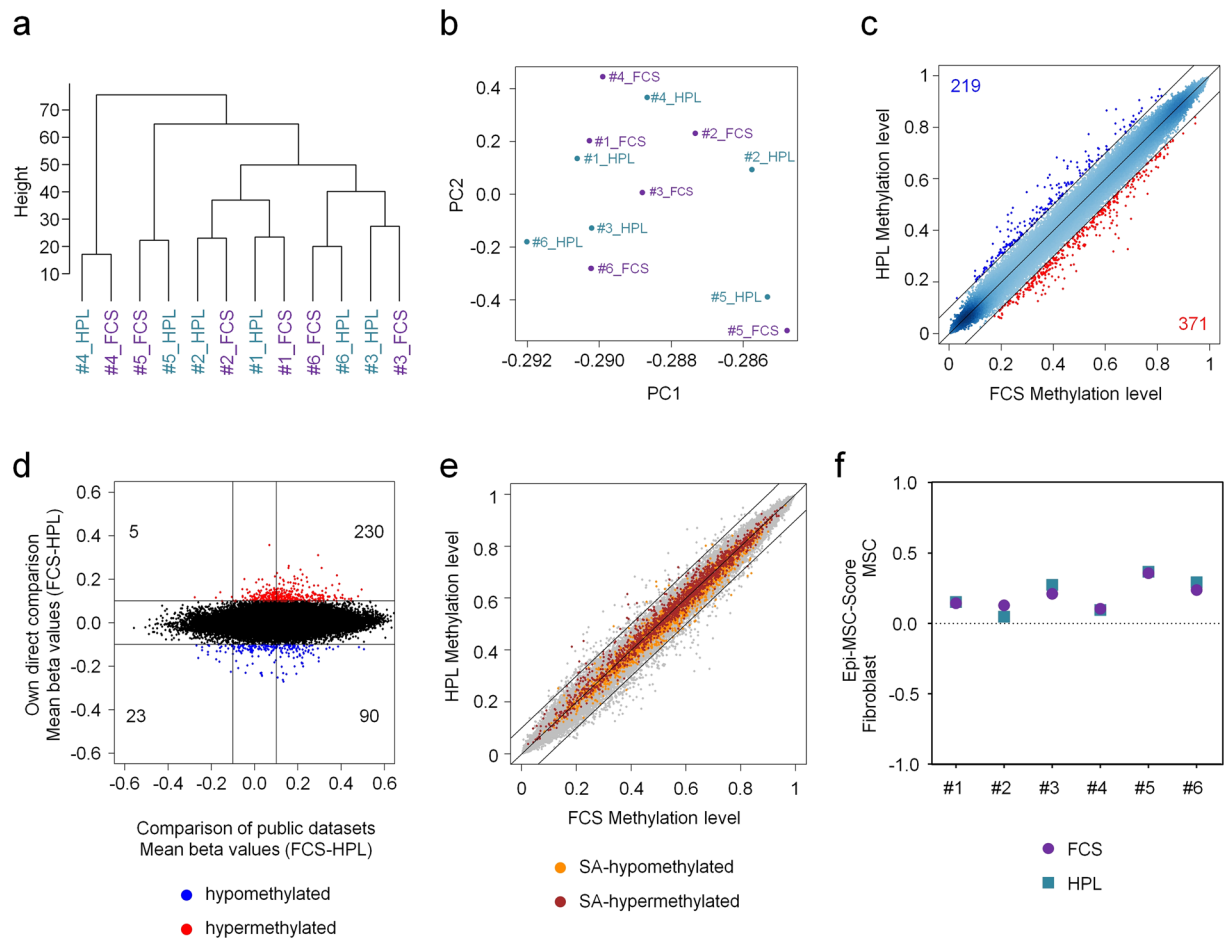 a
Height
70
60
50
40
30
20
10
#4_HPL
#4_FCS
#5_FCS
#5_HPL
#2_HPL
#2_FCS
#1_HPL
#1_FCS
#6_FCS
#6_HPL
#3_HPL
#3_FCS
b
PC2
0.4
0.2
0.0
-0.2
-0.4
#4_FCS
#4_HPL
#2_FCS
#1_FCS
#2_HPL
#1_HPL
#3_FCS
#3_HPL
#6_HPL
#6_FCS
#5_HPL
#5_FCS
-0.292
-0.290
-0.288
-0.286
PC1
c
HPL Methylation level
1
0.8
0.6
0.4
0.2
0
219
371
0
0.2
0.4
0.6
0.8
1
FCS Methylation level
d
Own direct comparison
Mean beta values (FCS-HPL)
0.6
0.4
0.2
0.0
-0.2
-0.4
-0.6
5
230
23
90
-0.6
-0.4
-0.2
0.0
0.2
0.4
0.6
Comparison of public datasets
Mean beta values (FCS-HPL)
hypomethylated
hypermethylated
e
HPL Methylation level
1
0.8
0.6
0.4
0.2
0
0
0.2
0.4
0.6
0.8
1
FCS Methylation level
SA-hypomethylated
SA-hypermethylated
f
Epi-MSC-Score
Fibroblast
MSC
1.0
0.5
0.0
-0.5
-1.0
#1
#2
#3
#4
#5
#6
FCS
HPL